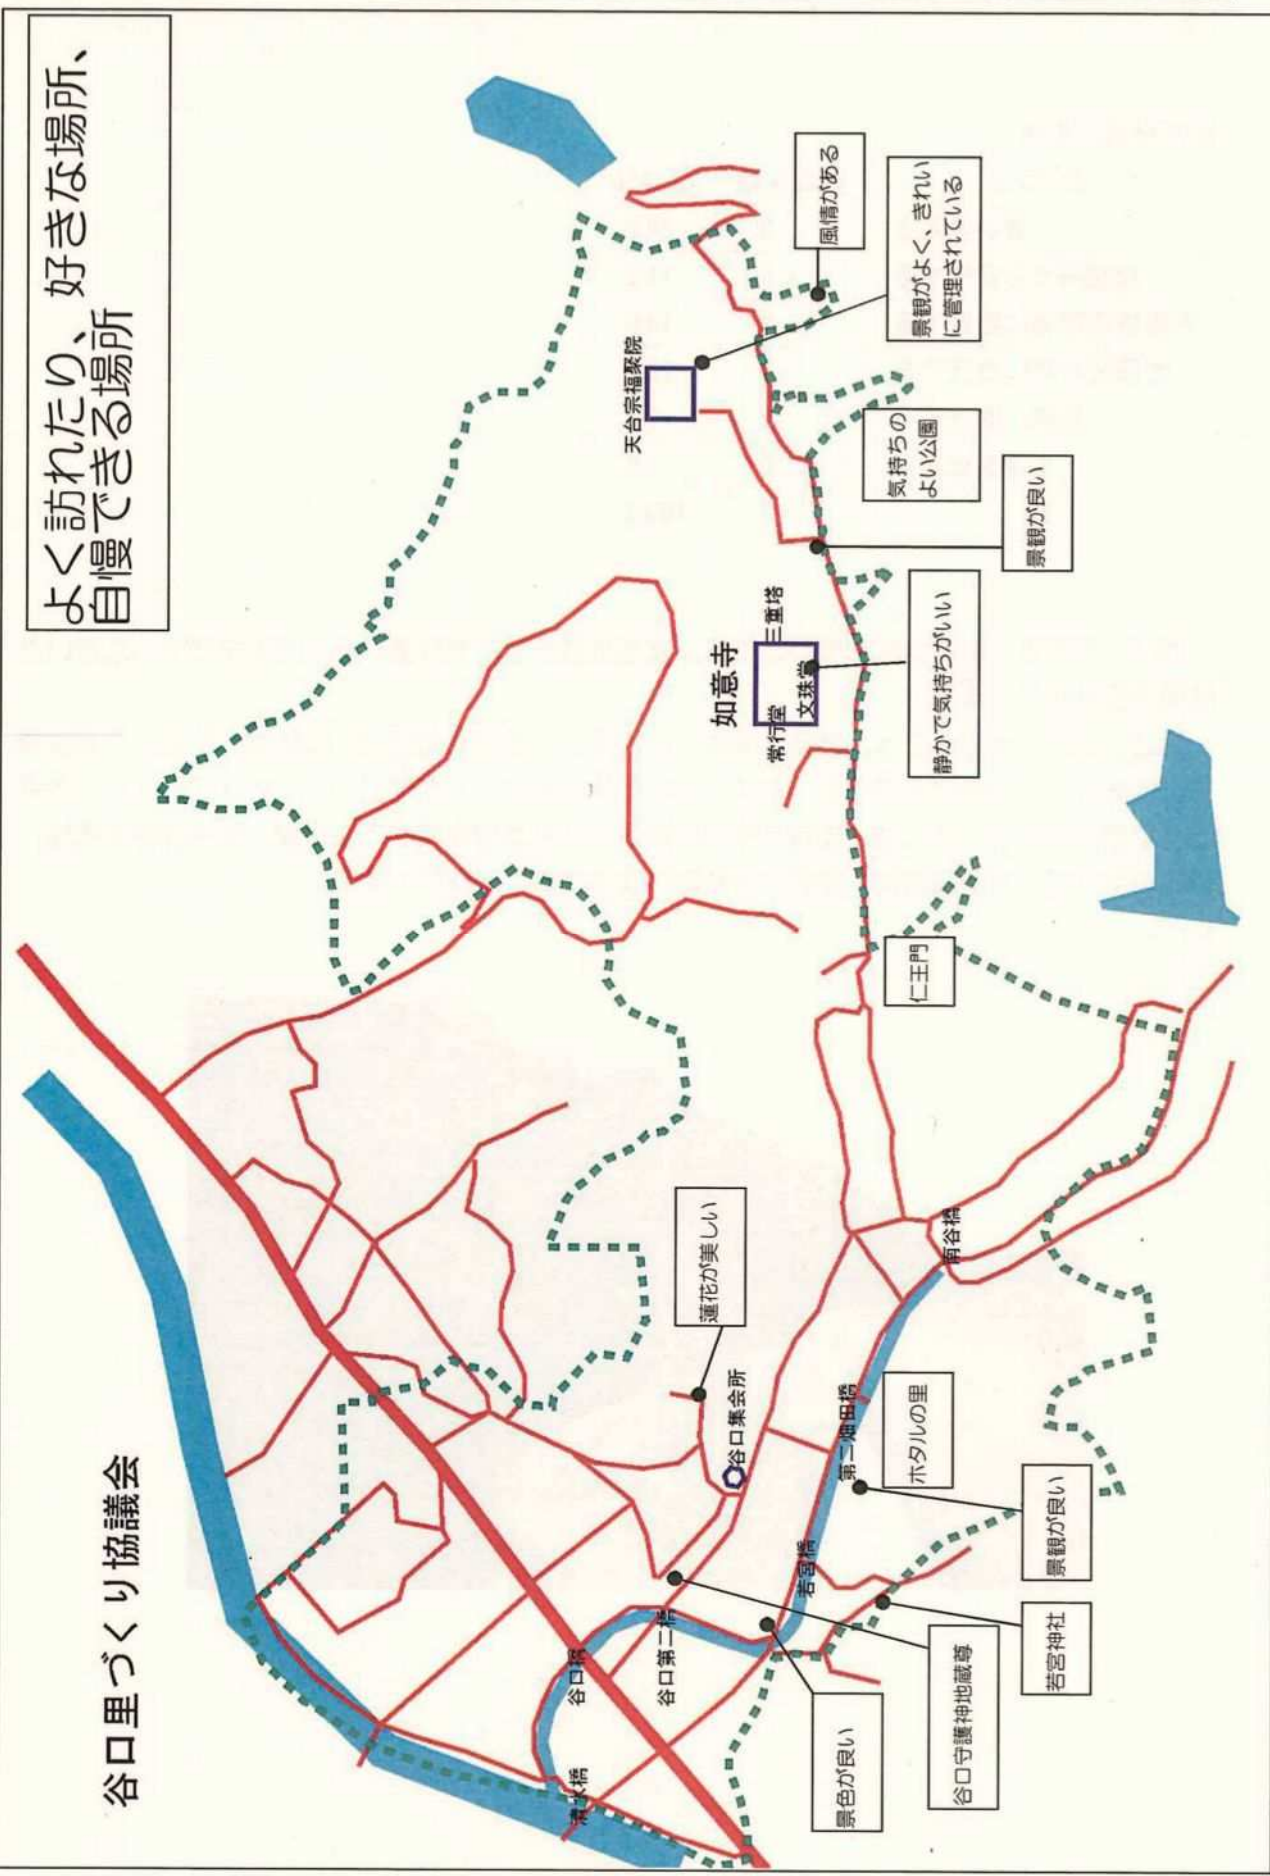 谷口里づくり協議会
よく訪れたり、好きな場所、
自慢できる場所
天台宗福聚院
風情がある
景観がよく、きれい
に管理されている
気持ちの
よい公園
景観が良い
如意寺
三重塔
文珠堂
常行堂
静かで気持ちがいい
仁王門
南谷橋
蓮花が美しい
谷口集会所
第二畑田橋
ホタルの里
景観が良い
若宮橋
若宮神社
谷口守護神地蔵尊
谷口第二橋
谷口橋
景色が良い
清水橋